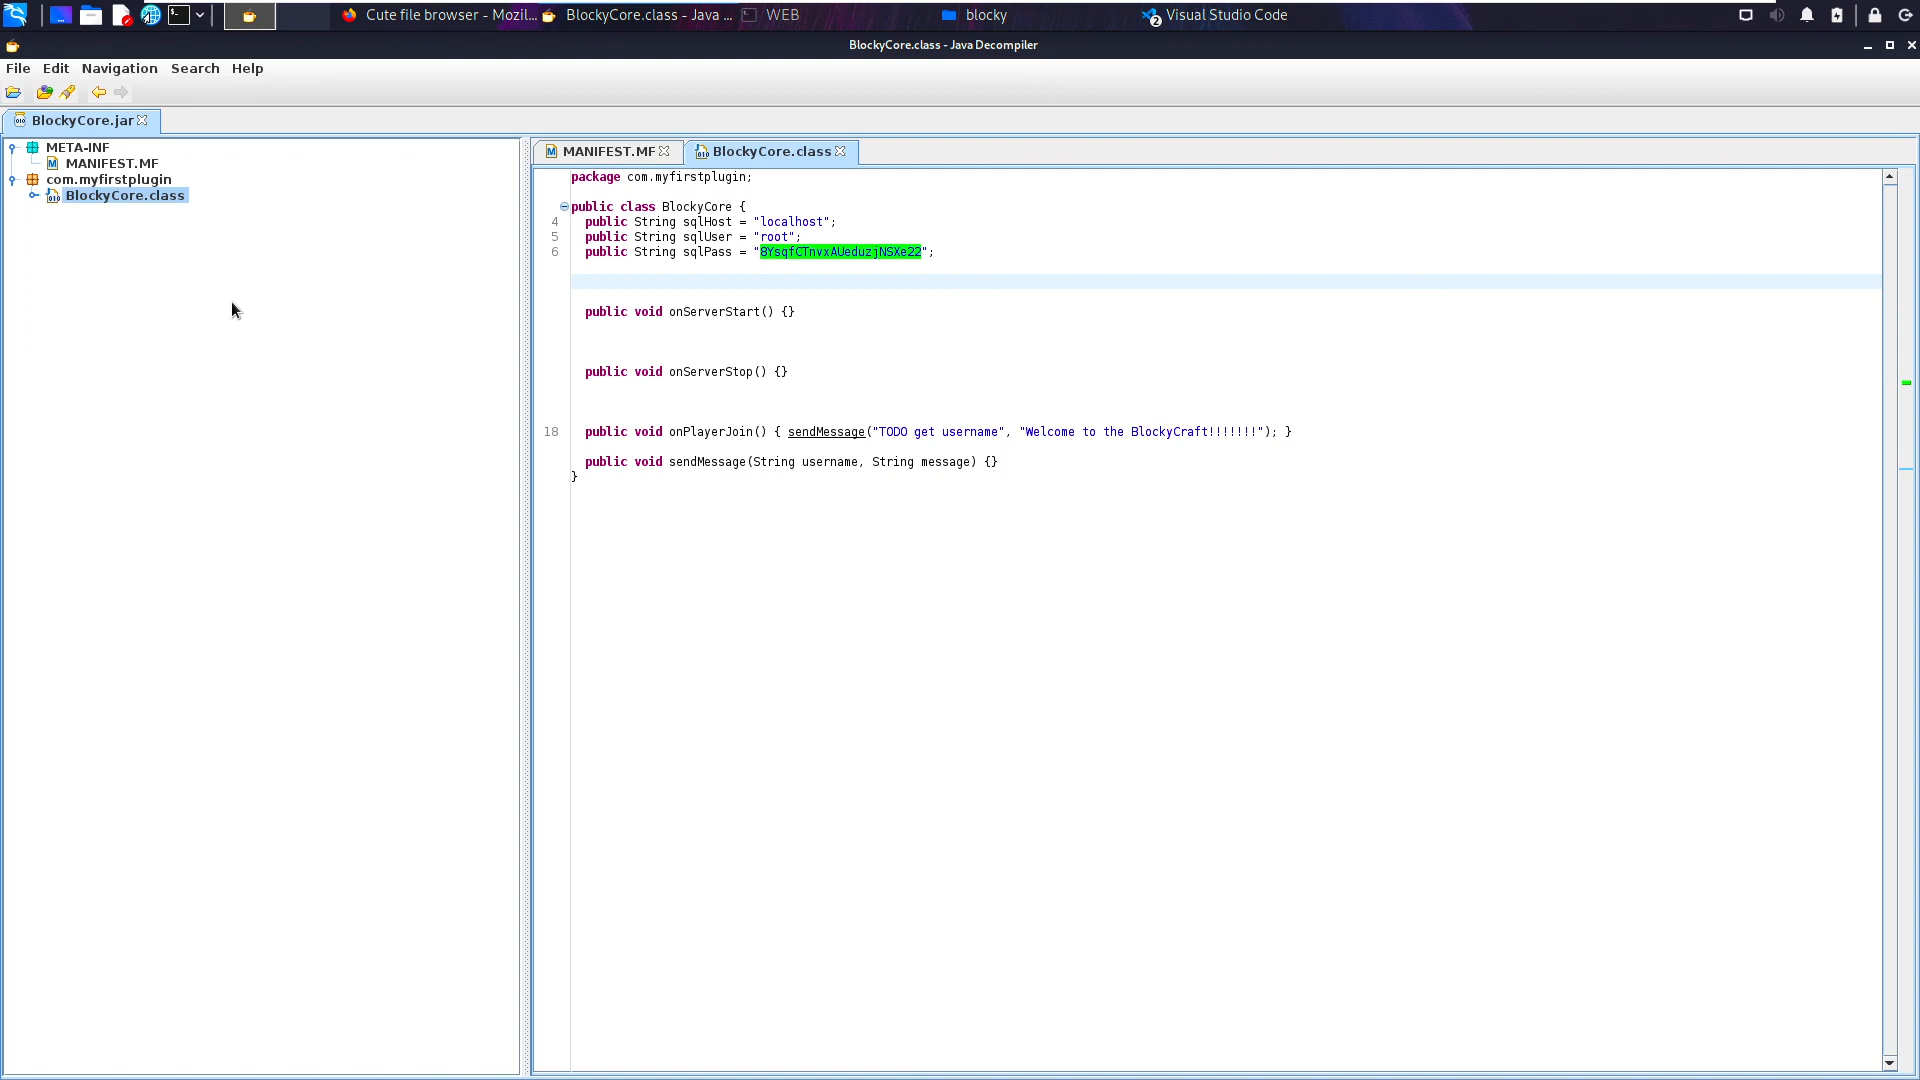 Cute file browser - Mozil...
BlockyCore.class - Java ...
WEB
blocky
2
Visual Studio Code
BlockyCore.class - Java Decompiler
File Edit Navigation Search Help
BlockyCore.jar
META-INF
MANIFEST.MF
com.myfirstplugin
BlockyCore.class
MANIFEST.MF
BlockyCore.class
package com.myfirstplugin;
public class BlockyCore {
4 public String sqlHost = "localhost";
5 public String sqlUser = "root";
6 public String sqlPass = "8YsqfCTnvxAUeduzjNSXe22";
public void onServerStart() {}
public void onServerStop() {}
18 public void onPlayerJoin() { sendMessage("TODO get username", "Welcome to the BlockyCraft!!!!!!!"); }
public void sendMessage(String username, String message) {}
}